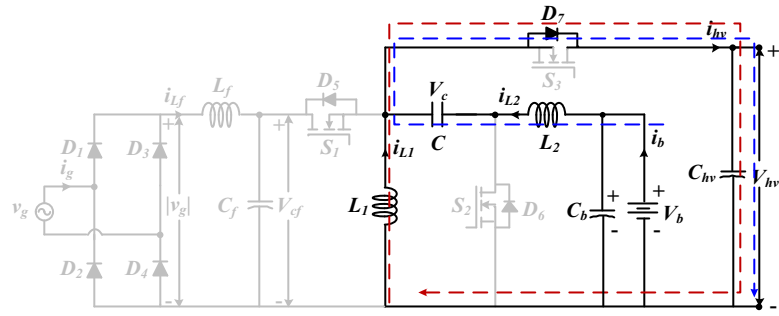 D7
ihv
S3
+
Lf
iLf
D5
S1
Vc
C
iL2
L2
ib
D1
D3
+
+
ig
iL1
Chv
Vhv
vg
|vg|
Cf
Vcf
L1
S2
D6
Cb
+
-
+
-
Vb
D2
D4
-
-
-